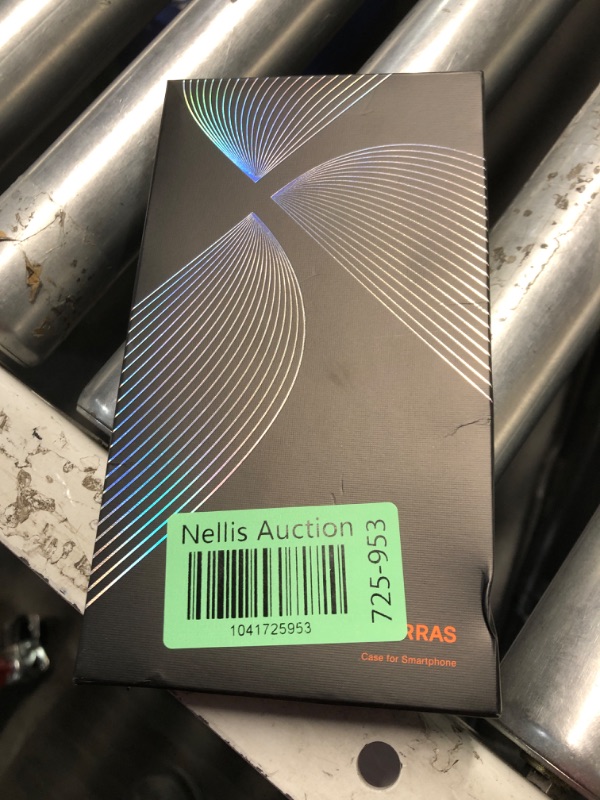 Nellis Auction
1041725953
725-953
RRAS
Case for Smartphone